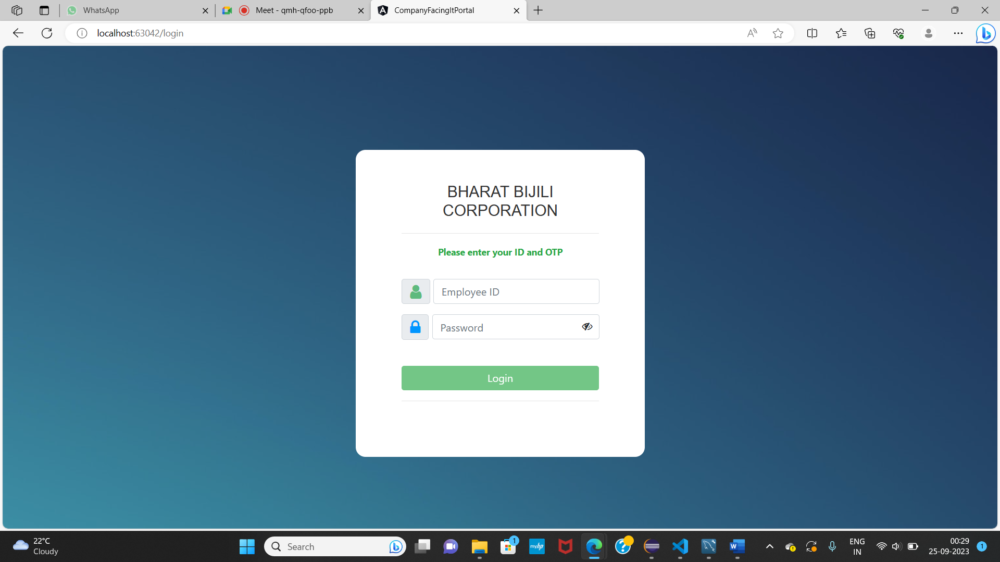 WhatsApp
Meet - qmh-qfoo-ppb
CompanyFacingItPortal
localhost:63042/login
BHARAT BIJILI
CORPORATION
Please enter your ID and OTP
Employee ID
Password
Login
22°C
Cloudy
Search
1
myhp
W
ENG
IN
00:29
25-09-2023
1